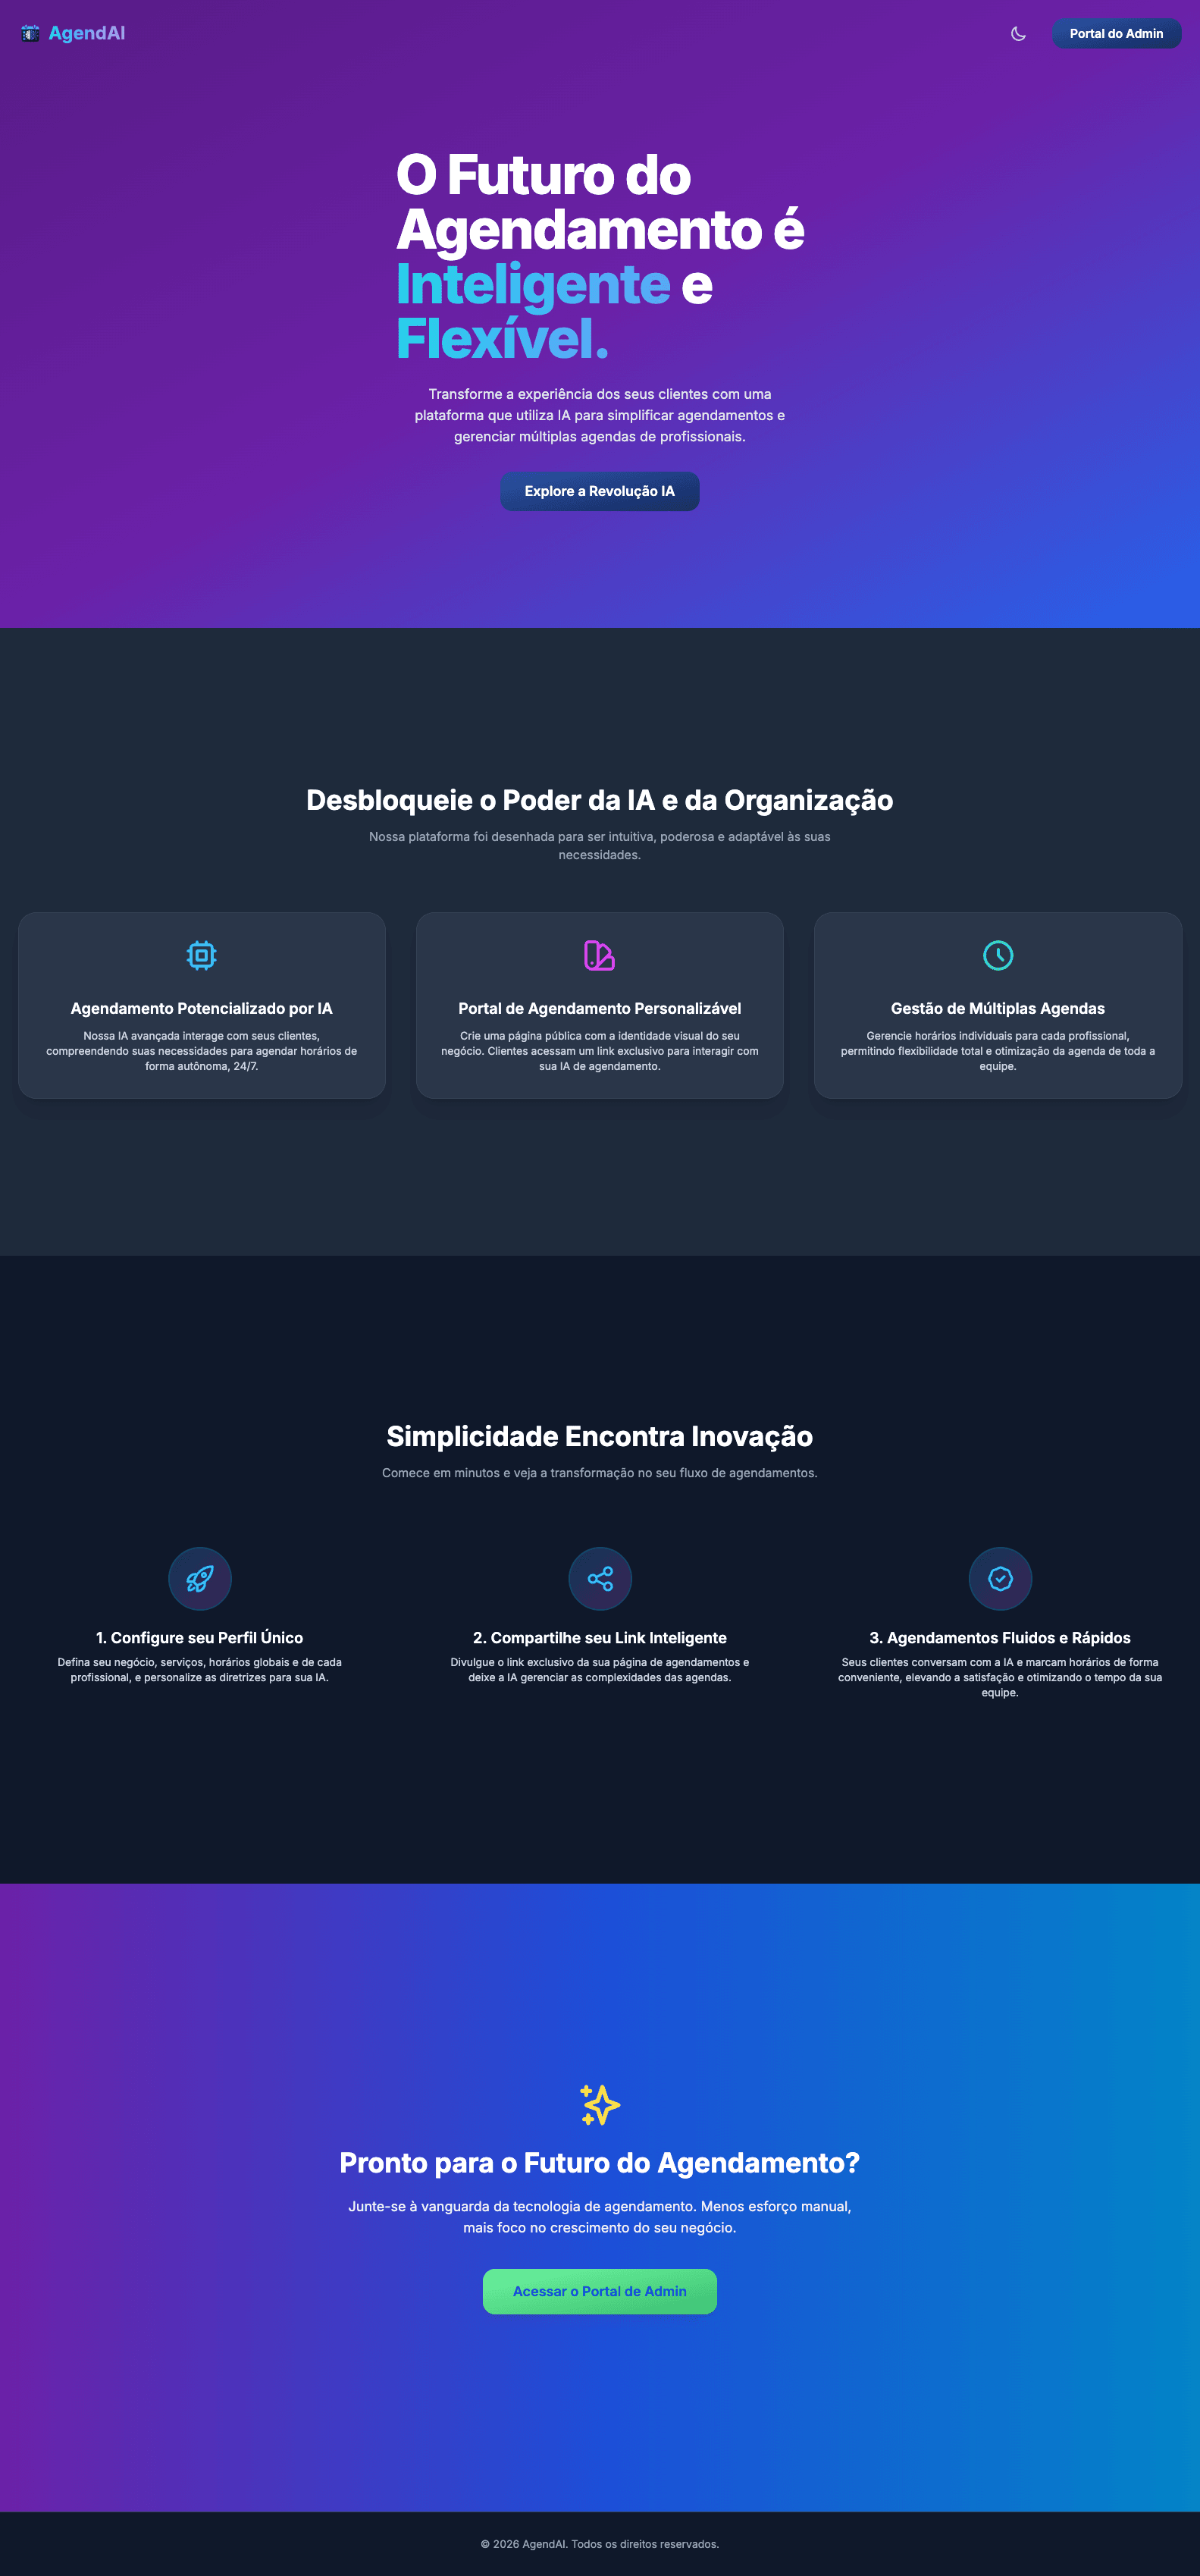 AgendAI
Portal do Admin
O Futuro do
Agendamento é
Inteligente e
Flexível.
Transforme a experiência dos seus clientes com uma
plataforma que utiliza IA para simplificar agendamentos e
gerenciar múltiplas agendas de profissionais.
Explore a Revolução IA
Desbloqueie o Poder da IA e da Organização
Nossa plataforma foi desenhada para ser intuitiva, poderosa e adaptável às suas
necessidades.
Agendamento Potencializado por IA
Nossa IA avançada interage com seus clientes,
compreendendo suas necessidades para agendar horários de
forma autônoma, 24/7.
Portal de Agendamento Personalizável
Crie uma página pública com a identidade visual do seu
negócio. Clientes acessam um link exclusivo para interagir com
sua IA de agendamento.
Gestão de Múltiplas Agendas
Gerencie horários individuais para cada profissional,
permitindo flexibilidade total e otimização da agenda de toda a
equipe.
Simplicidade Encontra Inovação
Comece em minutos e veja a transformação no seu fluxo de agendamentos.
1. Configure seu Perfil Único
Defina seu negócio, serviços, horários globais e de cada
profissional, e personalize as diretrizes para sua IA.
2. Compartilhe seu Link Inteligente
Divulgue o link exclusivo da sua página de agendamentos e
deixe a IA gerenciar as complexidades das agendas.
3. Agendamentos Fluidos e Rápidos
Seus clientes conversam com a IA e marcam horários de forma
conveniente, elevando a satisfação e otimizando o tempo da sua
equipe.
Pronto para o Futuro do Agendamento?
Junte-se à vanguarda da tecnologia de agendamento. Menos esforço manual,
mais foco no crescimento do seu negócio.
Acessar o Portal de Admin
© 2026 AgendAI. Todos os direitos reservados.